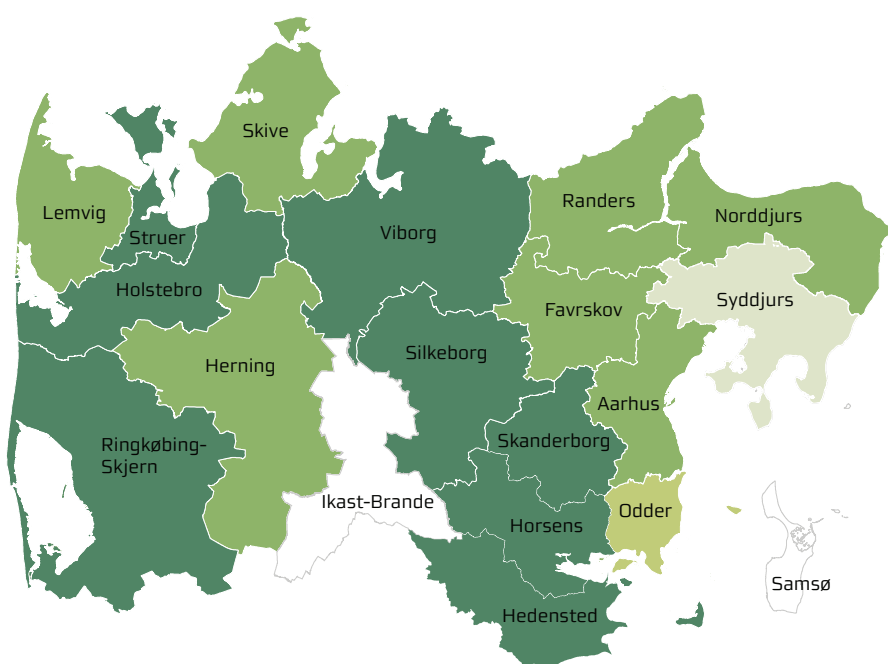 Skive
Randers
Lemvig
Norddjurs
Viborg
Struer
Holstebro
Syddjurs
Favrskov
Silkeborg
Herning
Aarhus
Ringkøbing-
Skjern
Skanderborg
Ikast-Brande
Odder
Horsens
Samsø
Hedensted